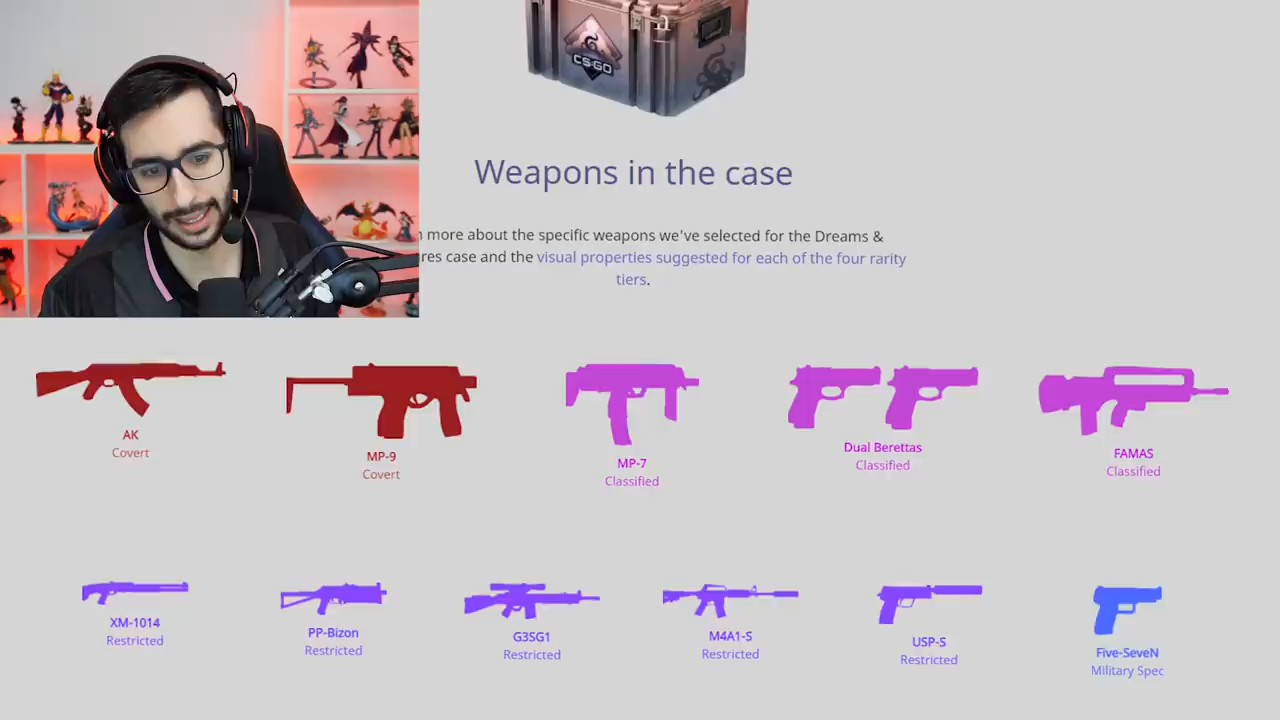 CS:GO
Weapons in the case
more about the specific weapons we've selected for the Dreams &
res case and the visual properties suggested for each of the four rarity
tiers.
AK
Covert
MP-9
Covert
MP-7
Classified
Dual Berettas
Classified
FAMAS
Classified
XM-1014
Restricted
PP-Bizon
Restricted
G3SG1
Restricted
M4A1-S
Restricted
USP-S
Restricted
Five-SeveN
Military Spec